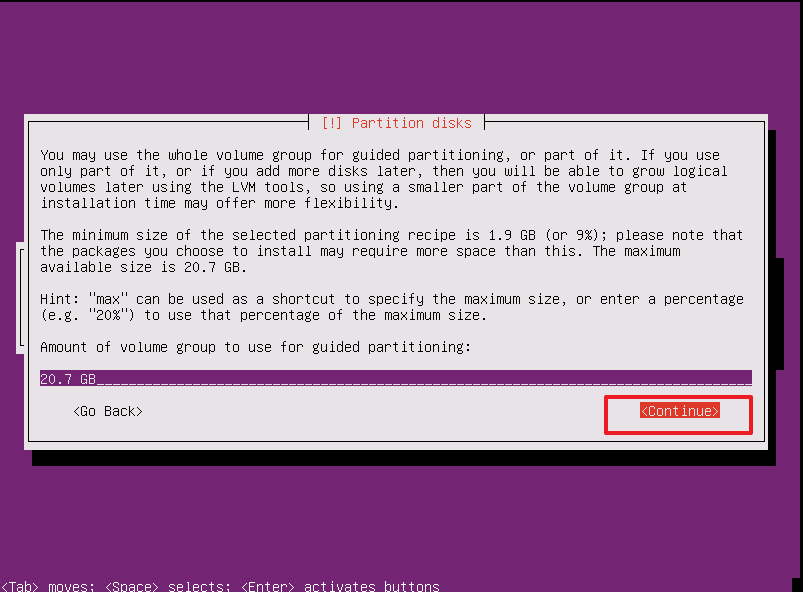 [!] Partition disks
You may use the whole volume group for guided partitioning, or part of it. If you use
only part of it, or if you add more disks later, then you will be able to grow logical
volumes later using the LVM tools, so using a smaller part of the volume group at
installation time may offer more flexibility.
The minimum size of the selected partitioning recipe is 1.9 GB (or 9%); please note that
the packages you choose to install may require more space than this. The maximum
available size is 20.7 GB.
Hint: "max" can be used as a shortcut to specify the maximum size, or enter a percentage
(e.g. "20%") to use that percentage of the maximum size.
Amount of volume group to use for guided partitioning:
20.7 GB
<Go Back> <Continue>
<Tab> moves; <Space> selects; <Enter> activates buttons